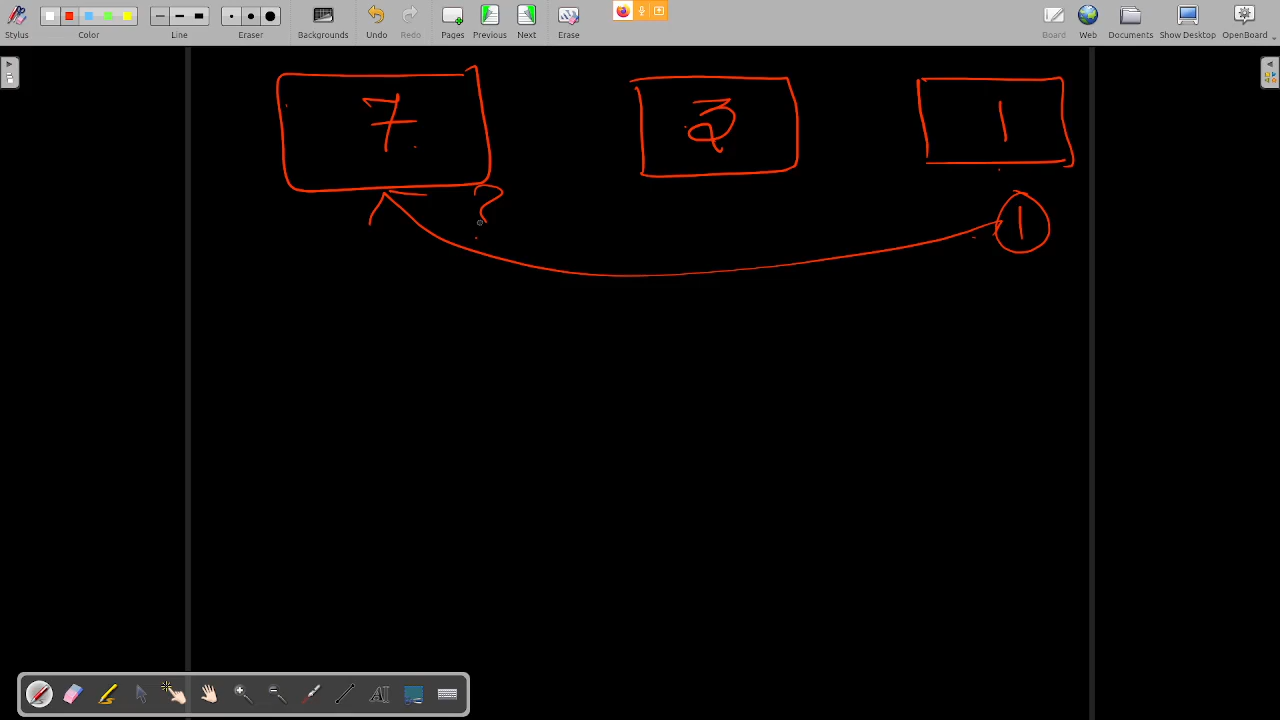 Stylus Color Line Eraser Backgrounds Undo Redo Pages Previous Next Erase Board Web Documents Show Desktop OpenBoard
7 1
? 1